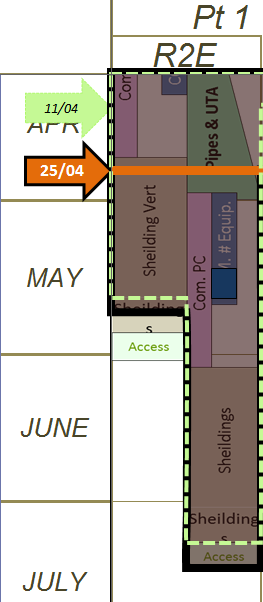 Pt 1
R2E
Com
C
11/04
APR
Pipes & UTA
25/04
Sheilding Vert
M. # Equip.
MAY
Com. PC
Sheilding
s
Access
JUNE
Sheildings
Sheilding
s
Access
JULY